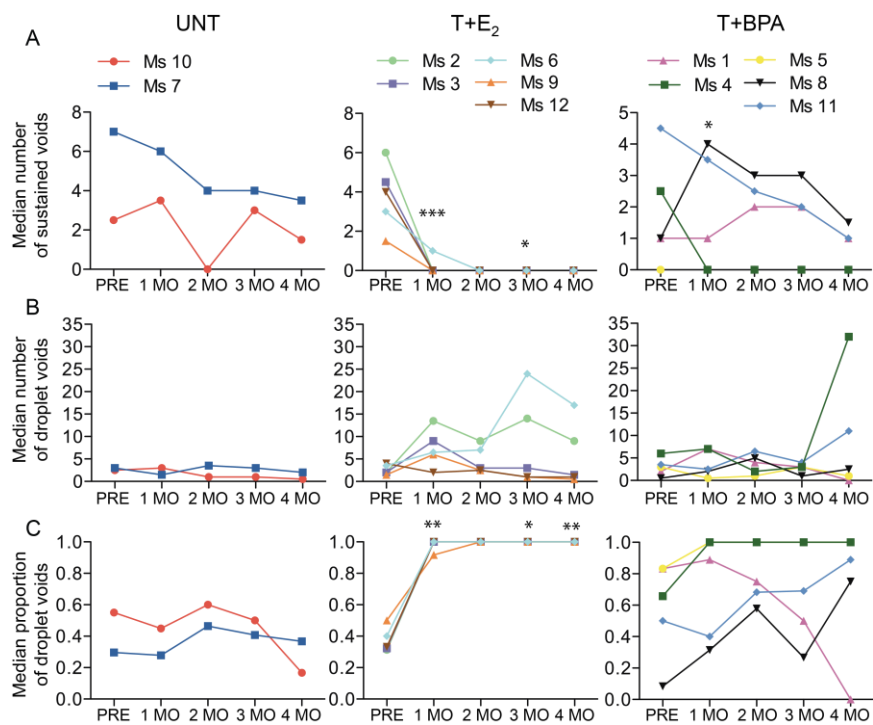 UNT
T+E₂
T+BPA
A
Ms 10
Ms 7
Ms 2
Ms 3
Ms 6
Ms 9
Ms 12
Ms 1
Ms 4
Ms 5
Ms 8
Ms 11
Median number
of sustained voids
8
6
4
2
0
PRE 1 MO 2 MO 3 MO 4 MO
8
6
4
2
0
***
*
PRE 1 MO 2 MO 3 MO 4 MO
5
4
3
2
1
0
*
PRE 1 MO 2 MO 3 MO 4 MO
B
Median number
of droplet voids
35
30
25
20
15
10
5
0
PRE 1 MO 2 MO 3 MO 4 MO
35
30
25
20
15
10
5
0
PRE 1 MO 2 MO 3 MO 4 MO
35
30
25
20
15
10
5
0
PRE 1 MO 2 MO 3 MO 4 MO
C
Median proportion
of droplet voids
1.0
0.8
0.6
0.4
0.2
0.0
PRE 1 MO 2 MO 3 MO 4 MO
** * **
1.0
0.8
0.6
0.4
0.2
0.0
PRE 1 MO 2 MO 3 MO 4 MO
1.0
0.8
0.6
0.4
0.2
0.0
PRE 1 MO 2 MO 3 MO 4 MO